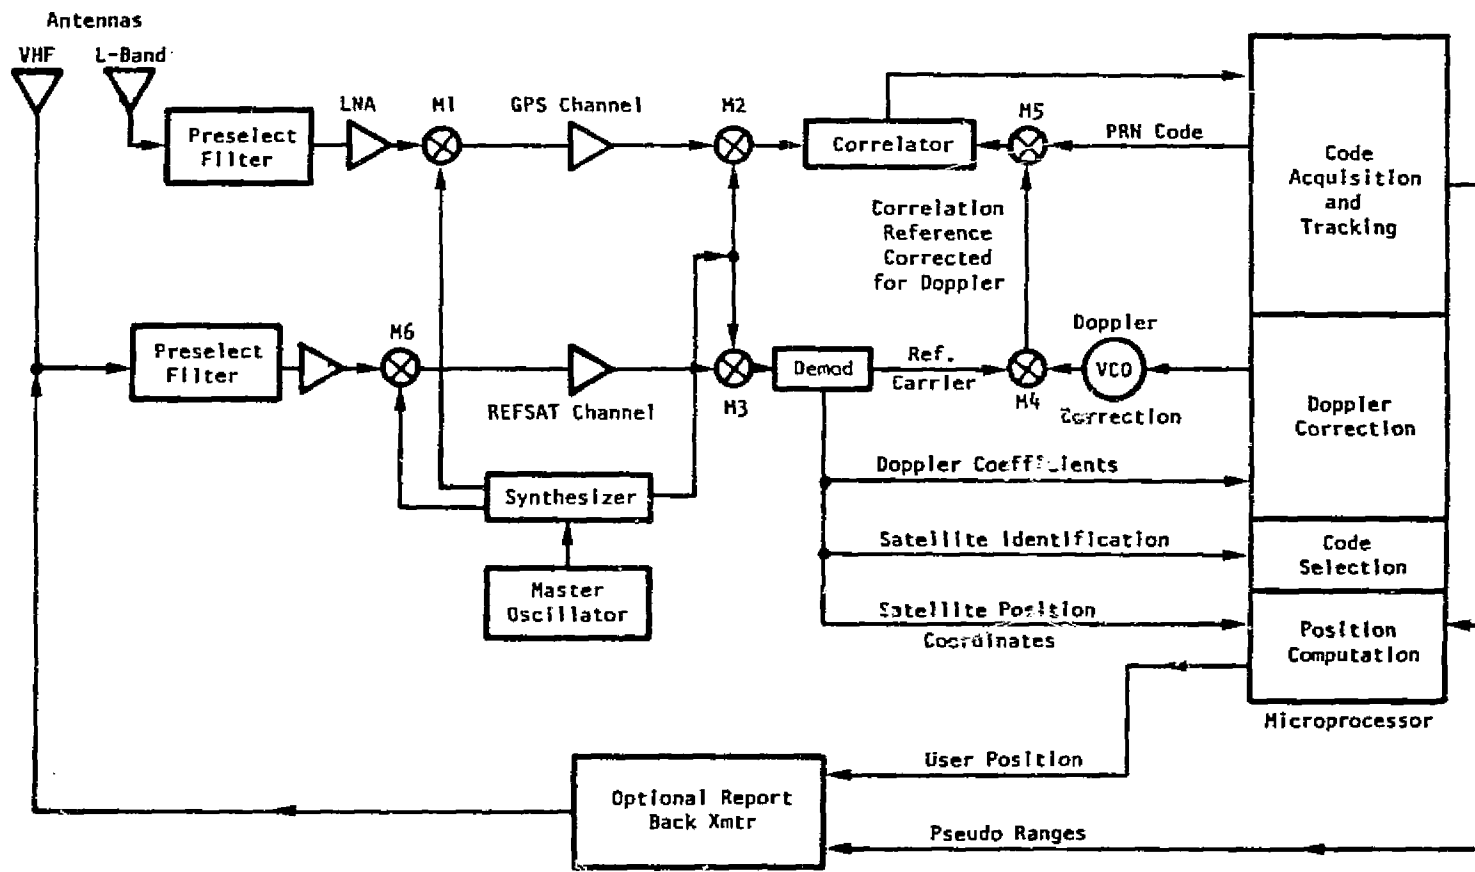 Antennas
VHF
L-Band
LNA
M1
GPS Channel
M2
M5
PRN Code
Preselect
Filter
Correlator
Code
Acquisition
and
Tracking
Correlation
Reference
Corrected
for Doppler
M6
Doppler
Preselect
Filter
Demod
Ref.
Carrier
VCO
M3
M4
REFSAT Channel
Correction
Doppler
Correction
Doppler Coefficients
Synthesizer
Satellite Identification
Code
Selection
Master
Oscillator
Satellite Position
Coordinates
Position
Computation
Microprocessor
User Position
Optional Report
Back Xmtr
Pseudo Ranges